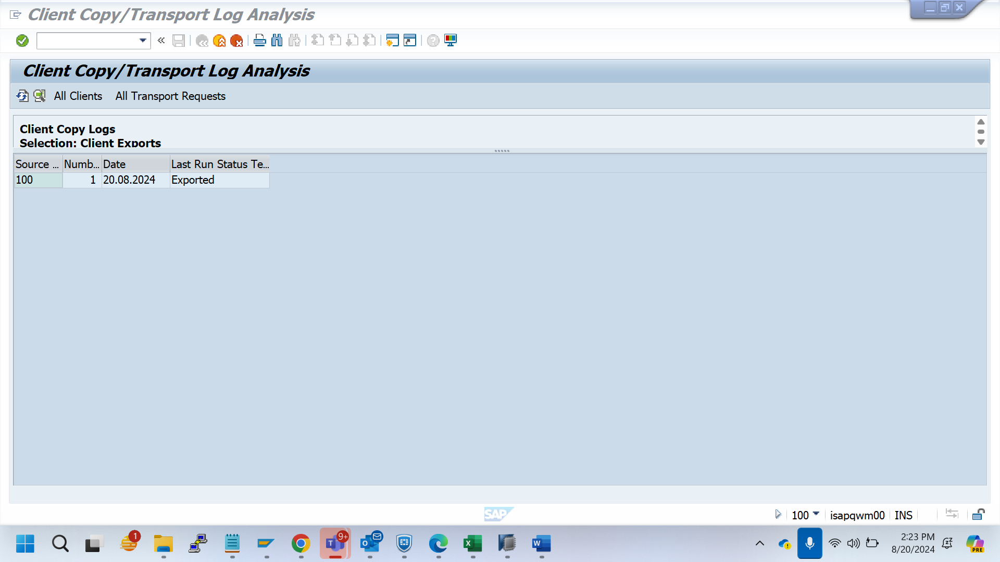 Client Copy/Transport Log Analysis
Client Copy/Transport Log Analysis
All Clients All Transport Requests
Client Copy Logs
Selection: Client Exports
Source ... Numb... Date Last Run Status Te...
100 1 20.08.2024 Exported
SAP
100 isapqwm00 INS
1
9+
2:23 PM
8/20/2024
PRE